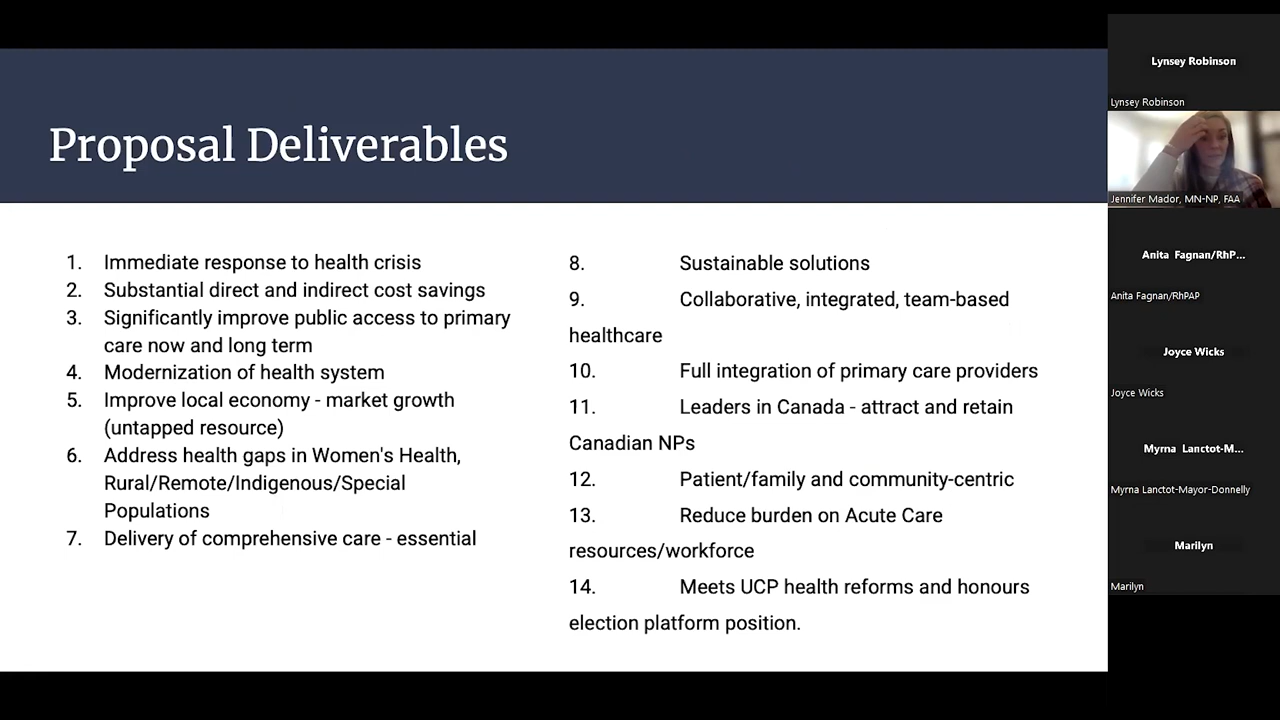 Proposal Deliverables
1. Immediate response to health crisis
2. Substantial direct and indirect cost savings
3. Significantly improve public access to primary
care now and long term
4. Modernization of health system
5. Improve local economy - market growth
(untapped resource)
6. Address health gaps in Women's Health,
Rural/Remote/Indigenous/Special
Populations
7. Delivery of comprehensive care - essential
8. Sustainable solutions
9. Collaborative, integrated, team-based
healthcare
10. Full integration of primary care providers
11. Leaders in Canada - attract and retain
Canadian NPs
12. Patient/family and community-centric
13. Reduce burden on Acute Care
resources/workforce
14. Meets UCP health reforms and honours
election platform position.
Lynsey Robinson
Lynsey Robinson
Jennifer Mador, MN-NP, FAA
Anita Fagnan/RhP...
Anita Fagnan/RhPAP
Joyce Wicks
Joyce Wicks
Myrna Lanctot-M...
Myrna Lanctot-Mayor-Donnelly
Marilyn
Marilyn